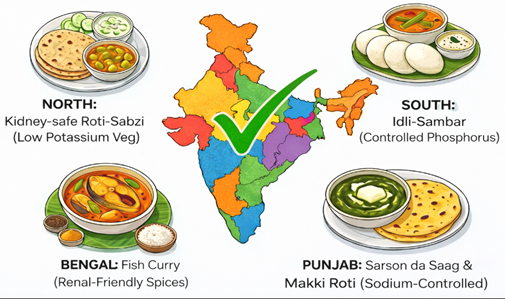 NORTH:
Kidney-safe Roti-Sabzi
(Low Potassium Veg)
SOUTH:
Idli-Sambar
(Controlled Phosphorus)
BENGAL: Fish Curry
(Renal-Friendly Spices)
PUNJAB: Sarson da Saag &
Makki Roti (Sodium-Controlled)